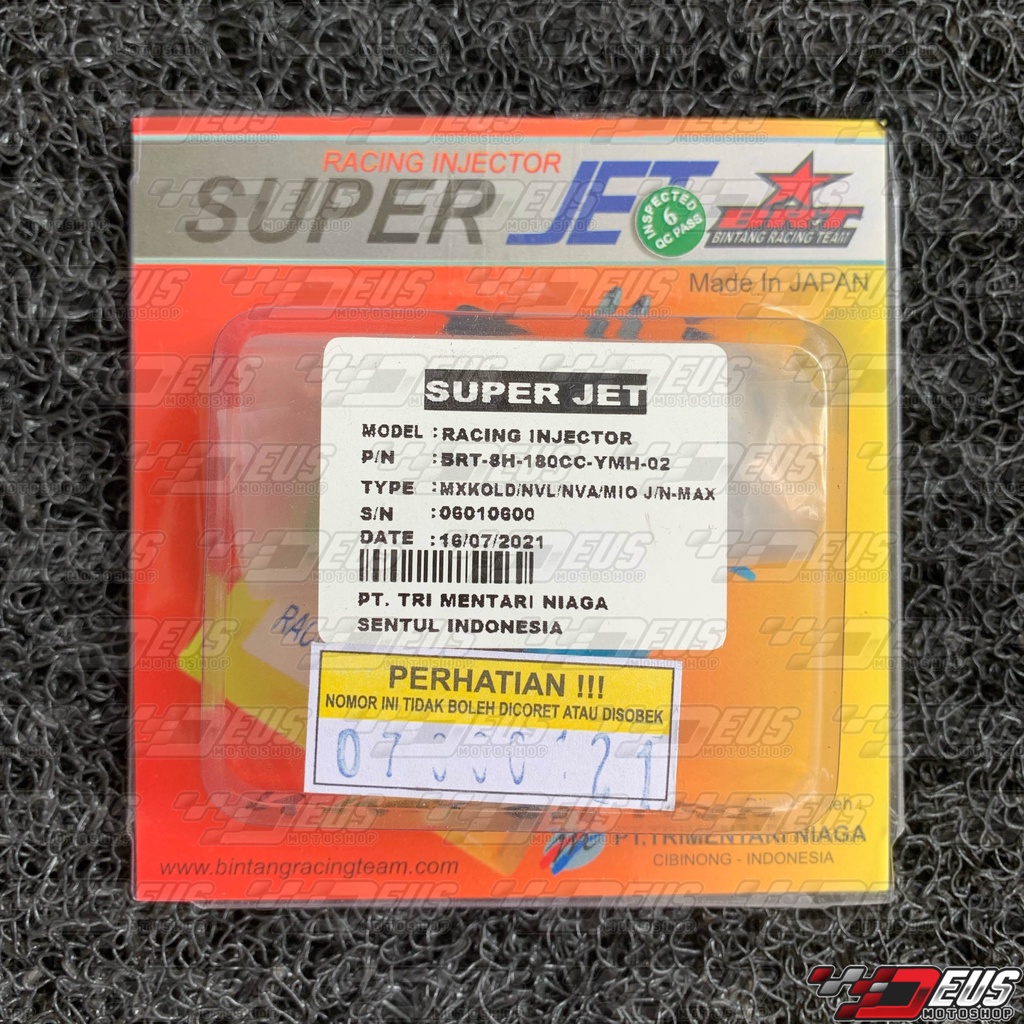 RACING INJECTOR
SUPER JET
INSPECTED
6
QC PASS
BRT
BINTANG RACING TEAM
Made In JAPAN
SUPER JET
MODEL : RACING INJECTOR
P/N : BRT-8H-180CC-YMH-02
TYPE : MXKOLD/NVL/NVA/MIO J/N-MAX
S/N : 06010600
DATE : 16/07/2021
PT. TRI MENTARI NIAGA
SENTUL INDONESIA
RAC
PERHATIAN !!!
NOMOR INI TIDAK BOLEH DICORET ATAU DISOBEK
PT.TRIMENTARI NIAGA
CIBINONG - INDONESIA
www.bintangracingteam.com
DEUS
MOTOSHOP